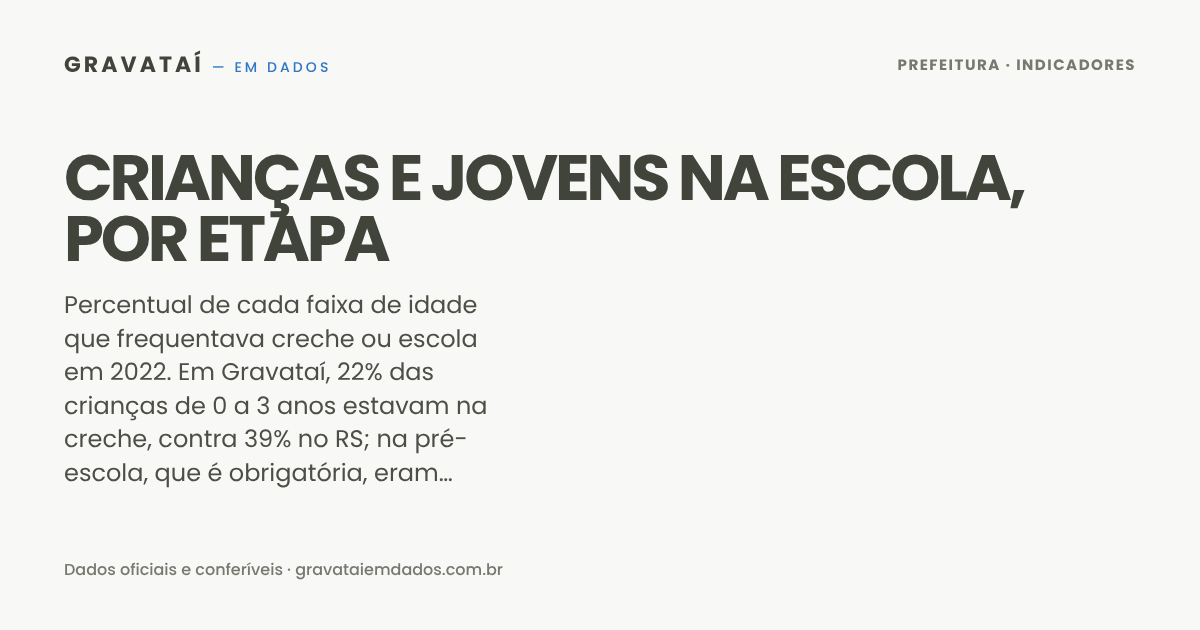 GRAVATAÍ — EM DADOS
PREFEITURA · INDICADORES
CRIANÇAS E JOVENS NA ESCOLA,
POR ETAPA
Percentual de cada faixa de idade
que frequentava creche ou escola
em 2022. Em Gravataí, 22% das
crianças de 0 a 3 anos estavam na
creche, contra 39% no RS; na pré-
escola, que é obrigatória, eram...
Dados oficiais e conferíveis · gravataiemdados.com.br